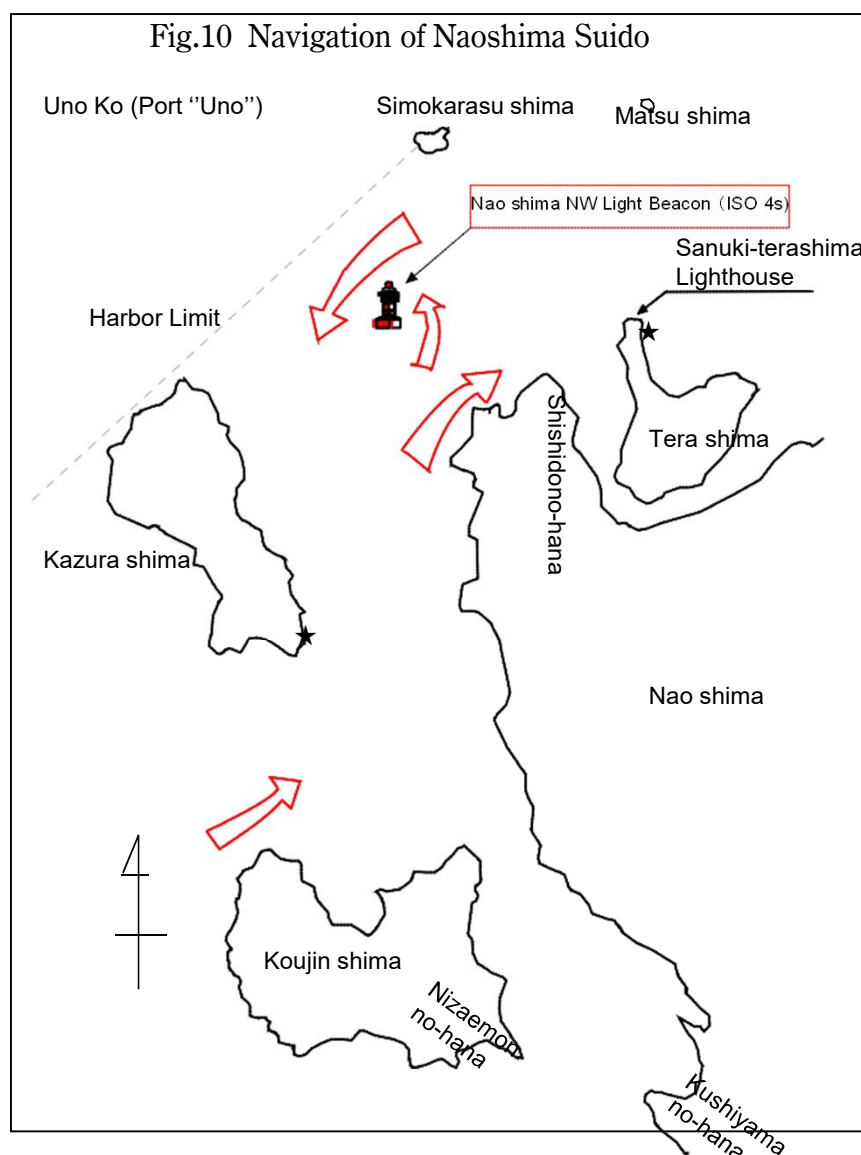 Fig.10 Navigation of Naoshima Suido
Uno Ko (Port ‘‘Uno’’)
Simokarasu shima
Matsu shima
Nao shima NW Light Beacon (ISO 4s)
Sanuki-terashima
Lighthouse
Harbor Limit
Shishidono-hana
Tera shima
Kazura shima
Nao shima
Koujin shima
Nizaemon
no-hana
Kushiyama
no-hana